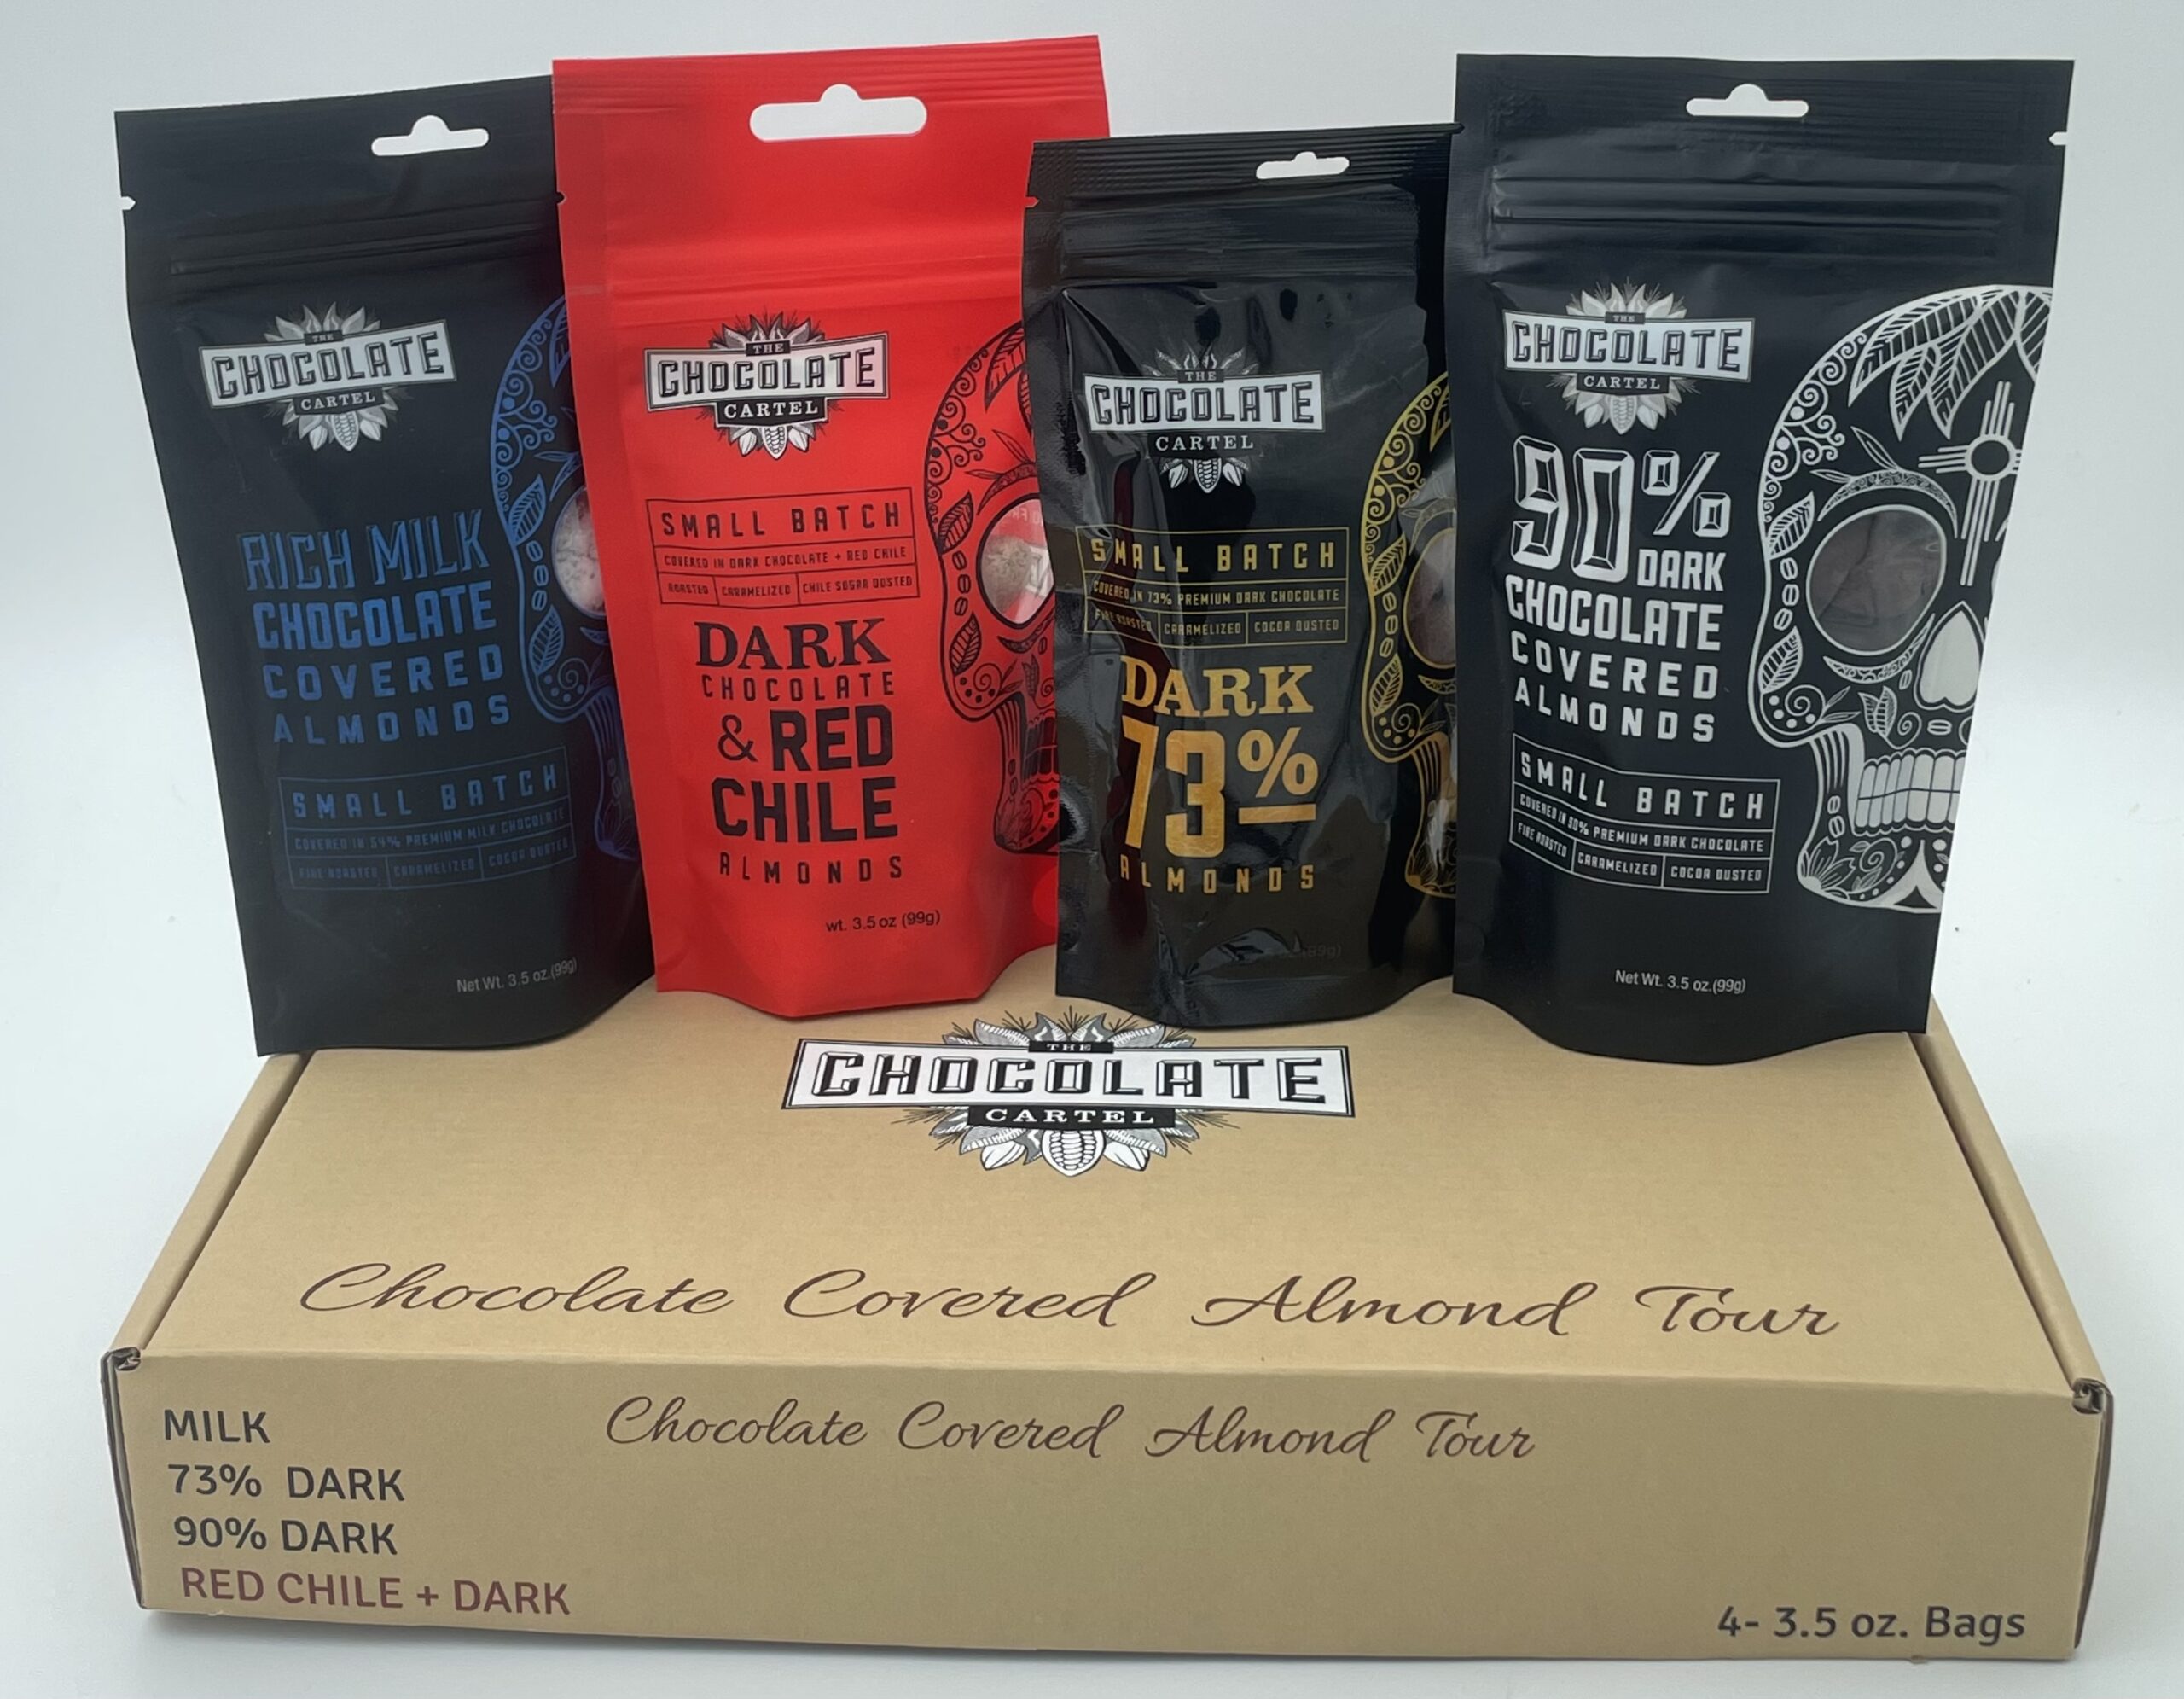 THE
CHOCOLATE
CARTEL
RICH MILK
CHOCOLATE
COVERED
ALMONDS
SMALL BATCH
COVERED IN 54% PREMIUM MILK CHOCOLATE
FIRE ROASTED CARAMELIZED COCOA DUSTED
Net Wt. 3.5 oz.(99g)
THE
CHOCOLATE
CARTEL
SMALL BATCH
COVERED IN DARK CHOCOLATE + RED CHILE
ROASTED CARAMELIZED CHILE SUGAR DUSTED
DARK
CHOCOLATE
& RED
CHILE
ALMONDS
wt. 3.5 oz (99g)
THE
CHOCOLATE
CARTEL
SMALL BATCH
COVERED IN 73% PREMIUM DARK CHOCOLATE
FIRE ROASTED CARAMELIZED COCOA DUSTED
DARK
73%
ALMONDS
(99g)
THE
CHOCOLATE
CARTEL
90%
DARK
CHOCOLATE
COVERED
ALMONDS
SMALL BATCH
COVERED IN 90% PREMIUM DARK CHOCOLATE
FIRE ROASTED CARAMELIZED COCOA DUSTED
Net Wt. 3.5 oz.(99g)
THE
CHOCOLATE
CARTEL
Chocolate Covered Almond Tour
Chocolate Covered Almond Tour
MILK
73% DARK
90% DARK
RED CHILE + DARK
4- 3.5 oz. Bags